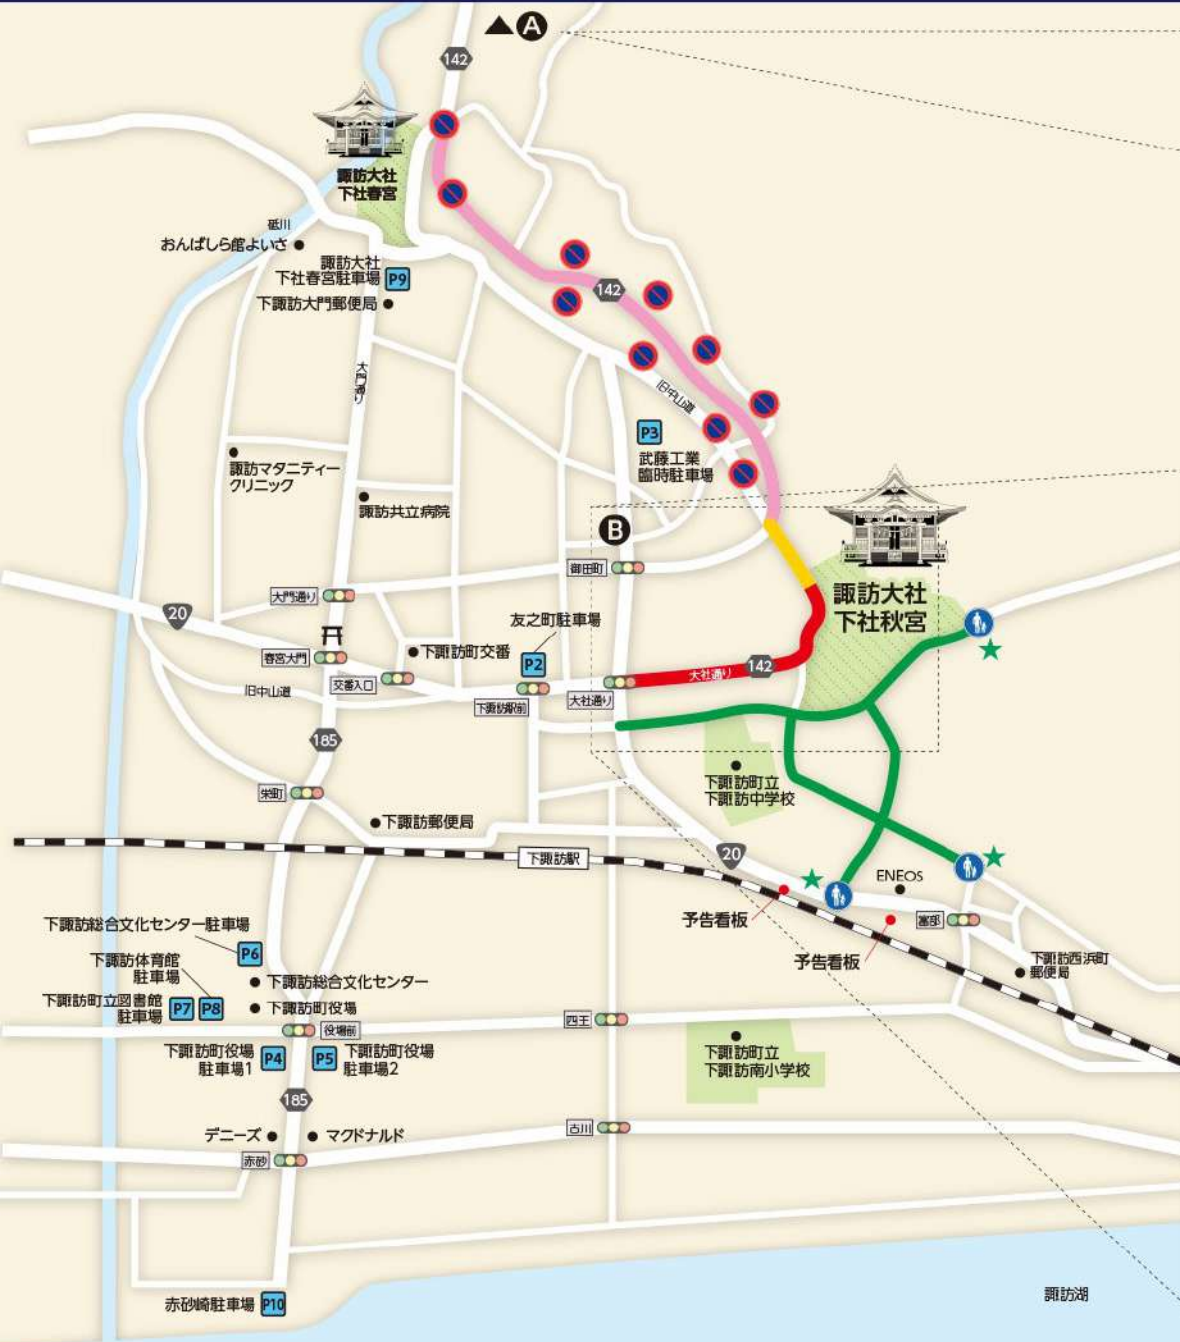 A
142
諏訪大社
下社春宮
砥川
おんばしら館よいさ
諏訪大社
下社春宮駐車場
P9
下諏訪大門郵便局
142
大門通り
旧中山道
P3
武藤工業
臨時駐車場
諏訪マタニティー
クリニック
諏訪共立病院
B
御田町
諏訪大社
下社秋宮
大門通り
20
友之町駐車場
春宮大門
下諏訪町交番
P2
142
大社通り
交番入口
旧中山道
下諏訪駅前
大社通り
185
下諏訪町立
下諏訪中学校
栄町
下諏訪郵便局
下諏訪駅
20
ENEOS
予告看板
富部
下諏訪総合文化センター駐車場
P6
予告看板
下諏訪体育館
駐車場
下諏訪西浜町
郵便局
下諏訪総合文化センター
下諏訪町立図書館
駐車場
P7
P8
下諏訪町役場
四王
役場前
下諏訪町役場
駐車場1
P4
P5
下諏訪町役場
駐車場2
下諏訪町立
下諏訪南小学校
185
古川
デニーズ
マクドナルド
赤砂
諏訪湖
赤砂崎駐車場
P10